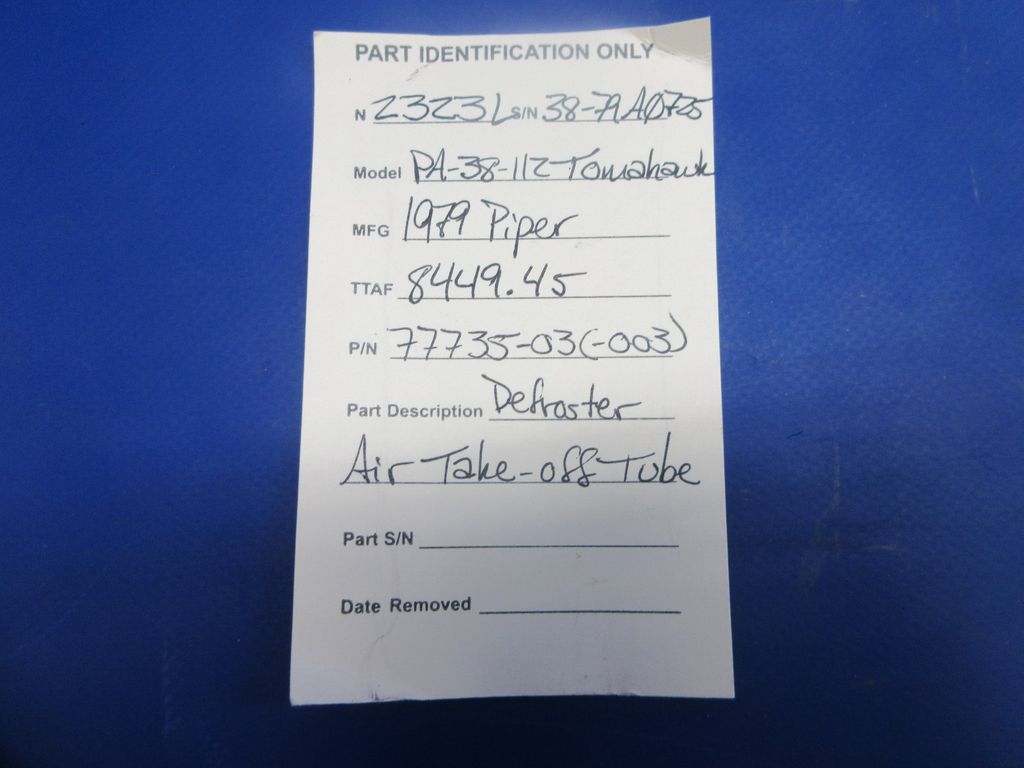 PART IDENTIFICATION ONLY
N 2323L S/N 38-79A0725
Model PA-38-112 Tomahawk
MFG 1979 Piper
TTAF 8449.45
P/N 77735-03(-003)
Part Description Defroster
Air Take-off Tube
Part S/N
Date Removed